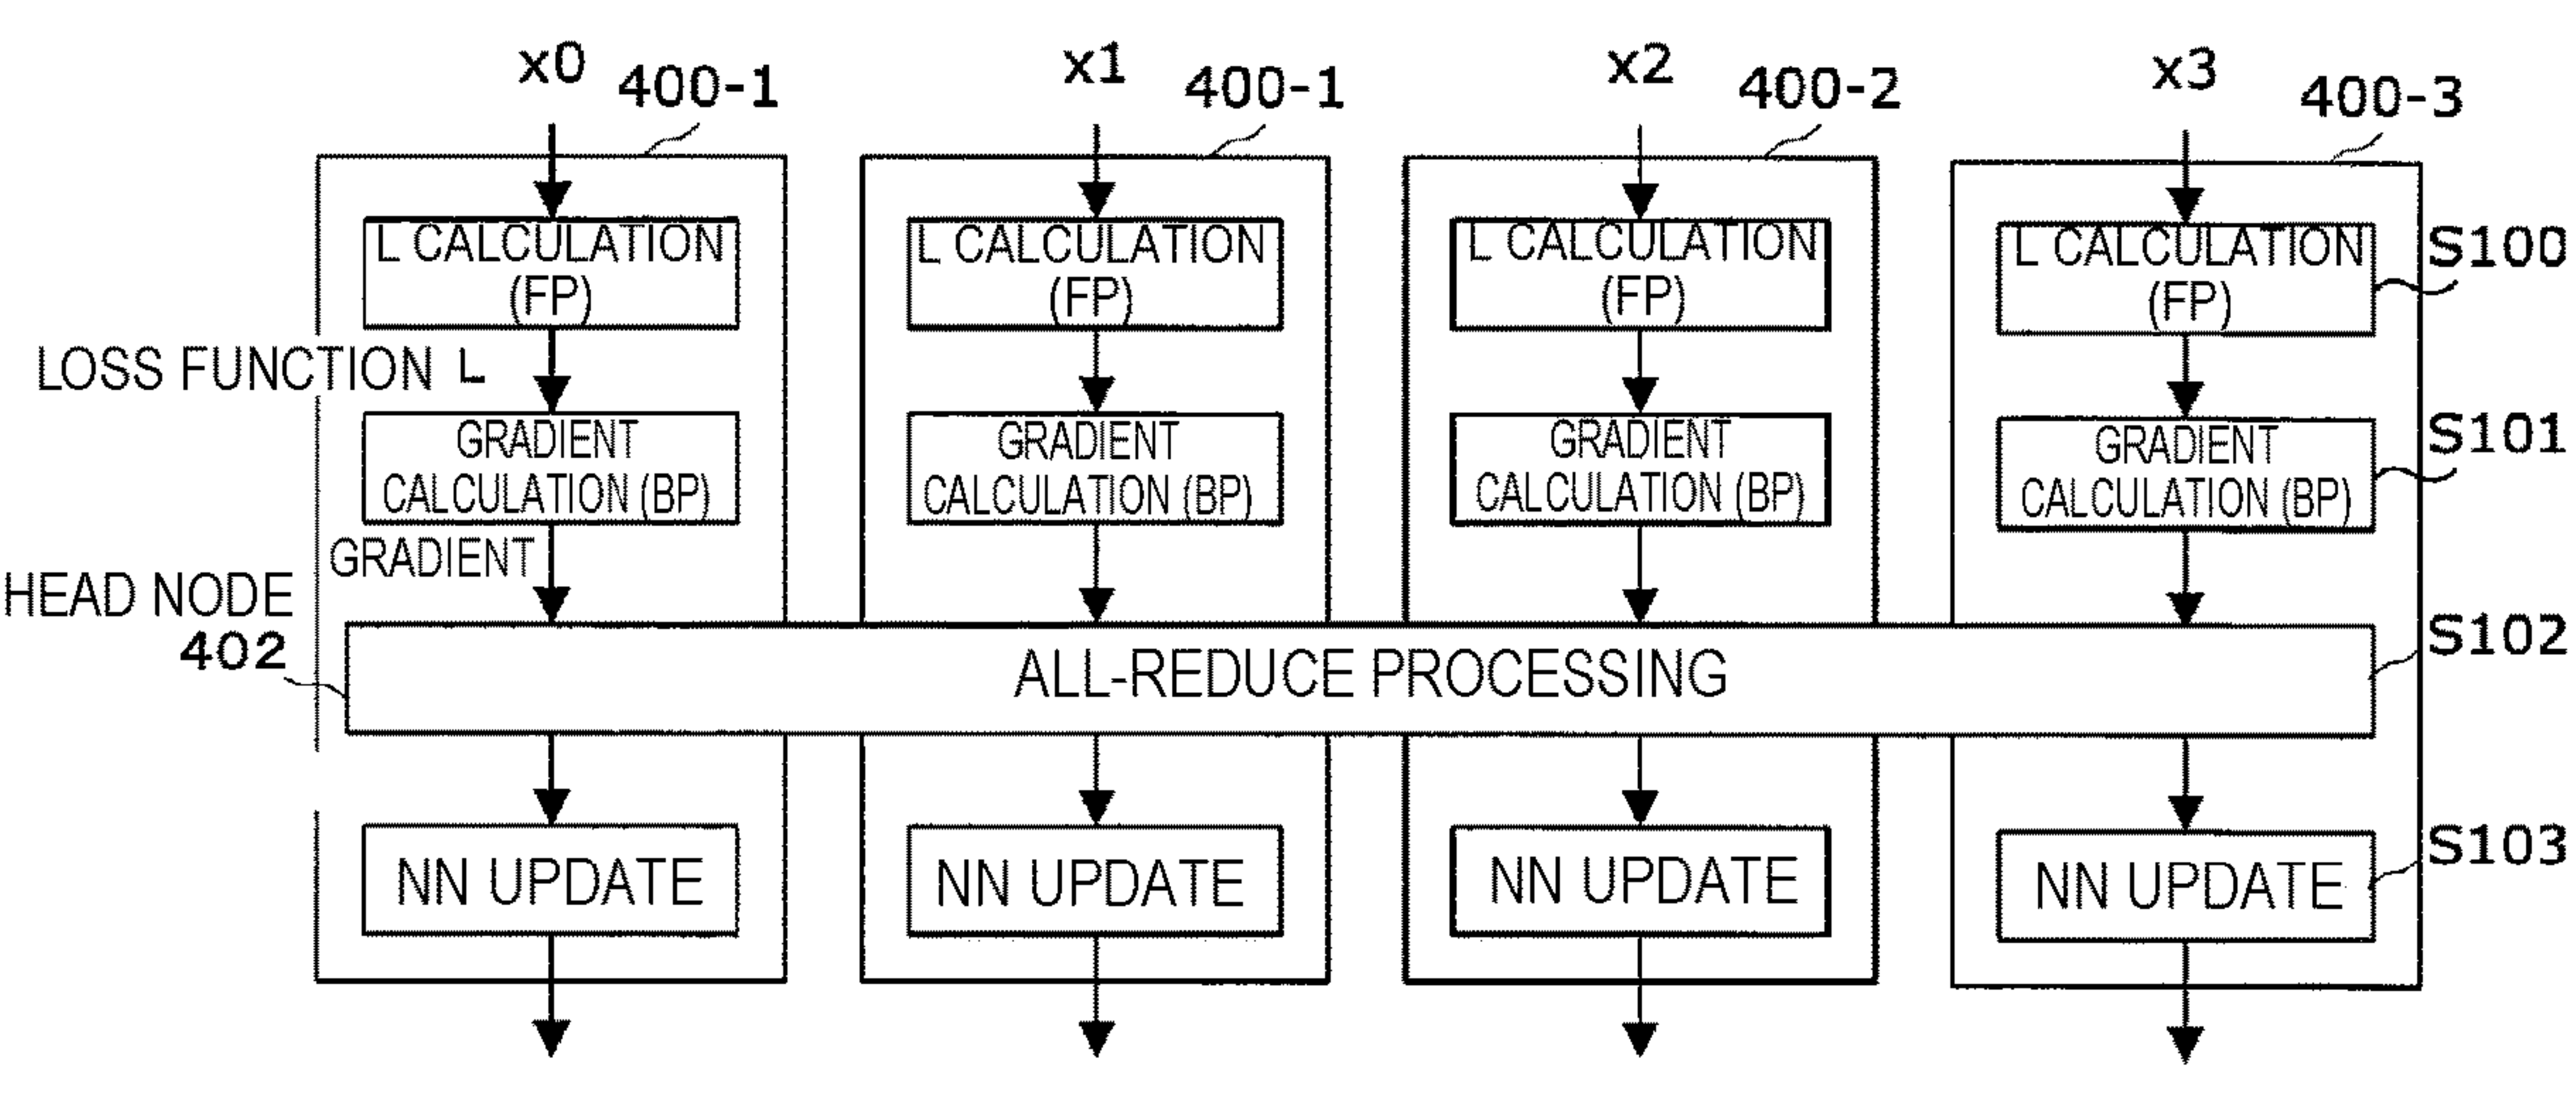 x0
400-1
x1
400-1
x2
400-2
x3
400-3
L CALCULATION
(FP)
L CALCULATION
(FP)
L CALCULATION
(FP)
L CALCULATION
(FP)
S100
LOSS FUNCTION L
GRADIENT
CALCULATION (BP)
GRADIENT
CALCULATION (BP)
GRADIENT
CALCULATION (BP)
GRADIENT
CALCULATION (BP)
S101
GRADIENT
HEAD NODE
402
ALL-REDUCE PROCESSING
S102
NN UPDATE
NN UPDATE
NN UPDATE
NN UPDATE
S103